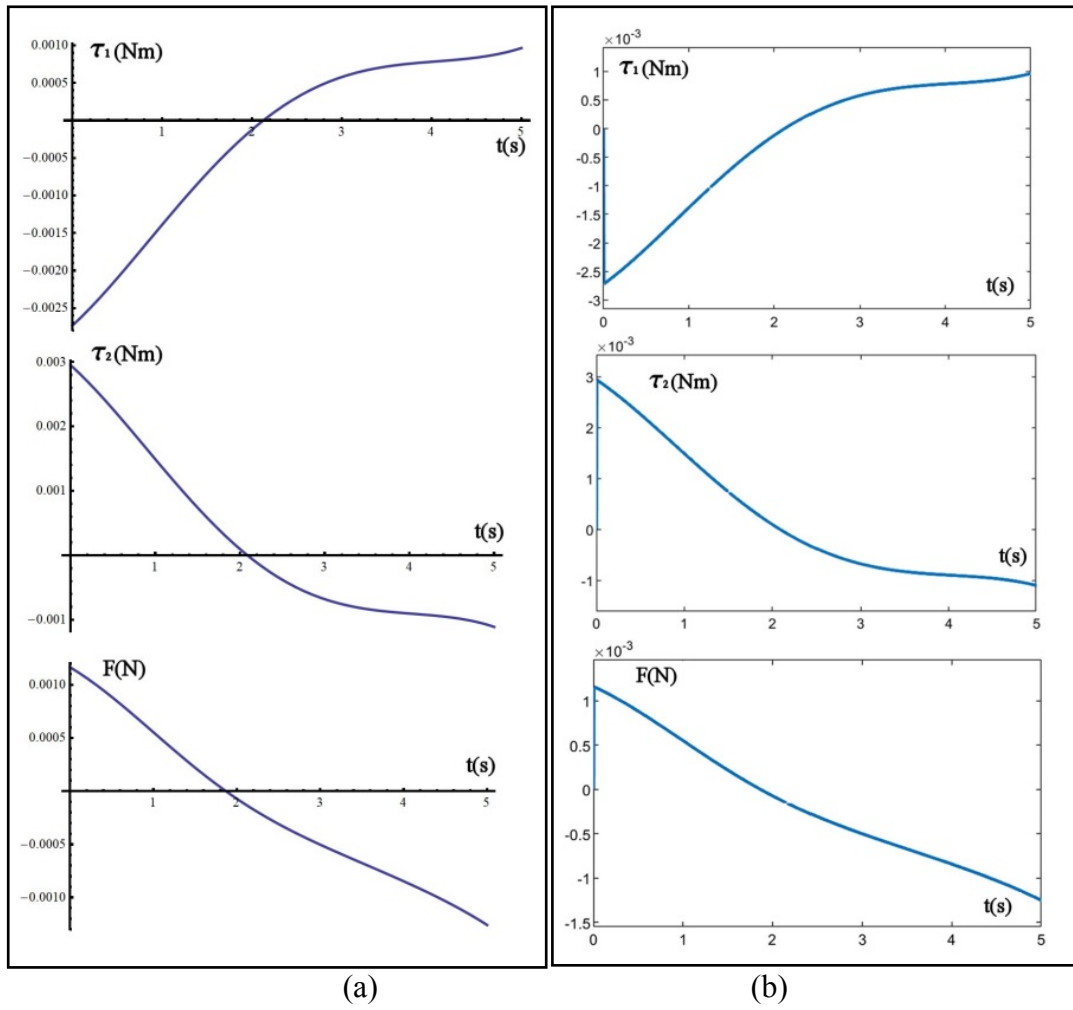 τ₁(Nm)
0.0010
0.0005
−0.0005
−0.0010
−0.0015
−0.0020
−0.0025
1 2 3 4 5
t(s)
τ₂(Nm)
0.003
0.002
0.001
−0.001
t(s)
1 2 3 4 5
F(N)
0.0010
0.0005
−0.0005
−0.0010
t(s)
1 2 3 4 5
(a)
×10⁻³
τ₁(Nm)
1
0.5
0
-0.5
-1
-1.5
-2
-2.5
-3
t(s)
0 1 2 3 4 5
×10⁻³
τ₂(Nm)
3
2
1
0
-1
t(s)
0 1 2 3 4 5
×10⁻³
F(N)
1
0.5
0
-0.5
-1
-1.5
t(s)
0 1 2 3 4 5
(b)